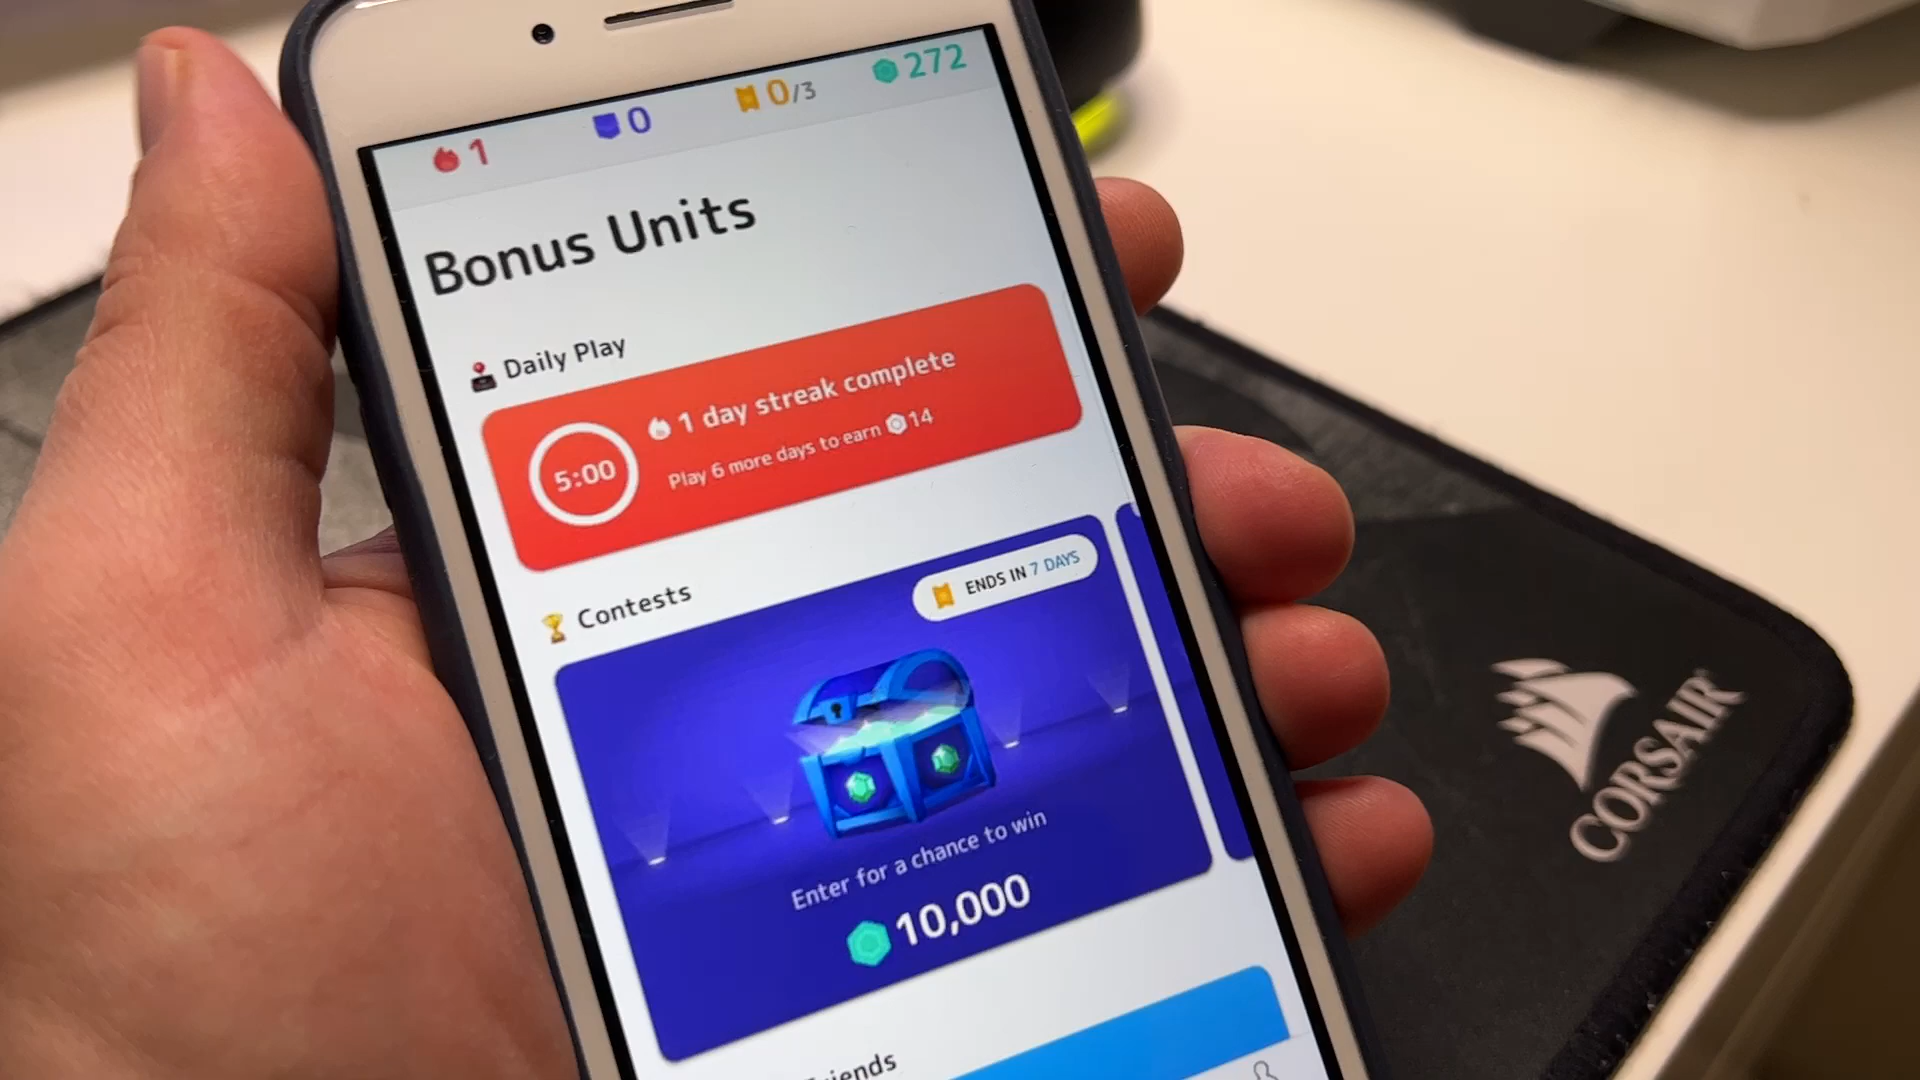 1 0 0/3 272
Bonus Units
Daily Play
5:00
1 day streak complete
Play 6 more days to earn 14
Contests
ENDS IN 7 DAYS
Enter for a chance to win
10,000
CORSAIR